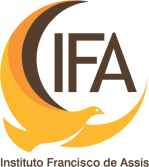 IFA
Instituto Francisco de Assis